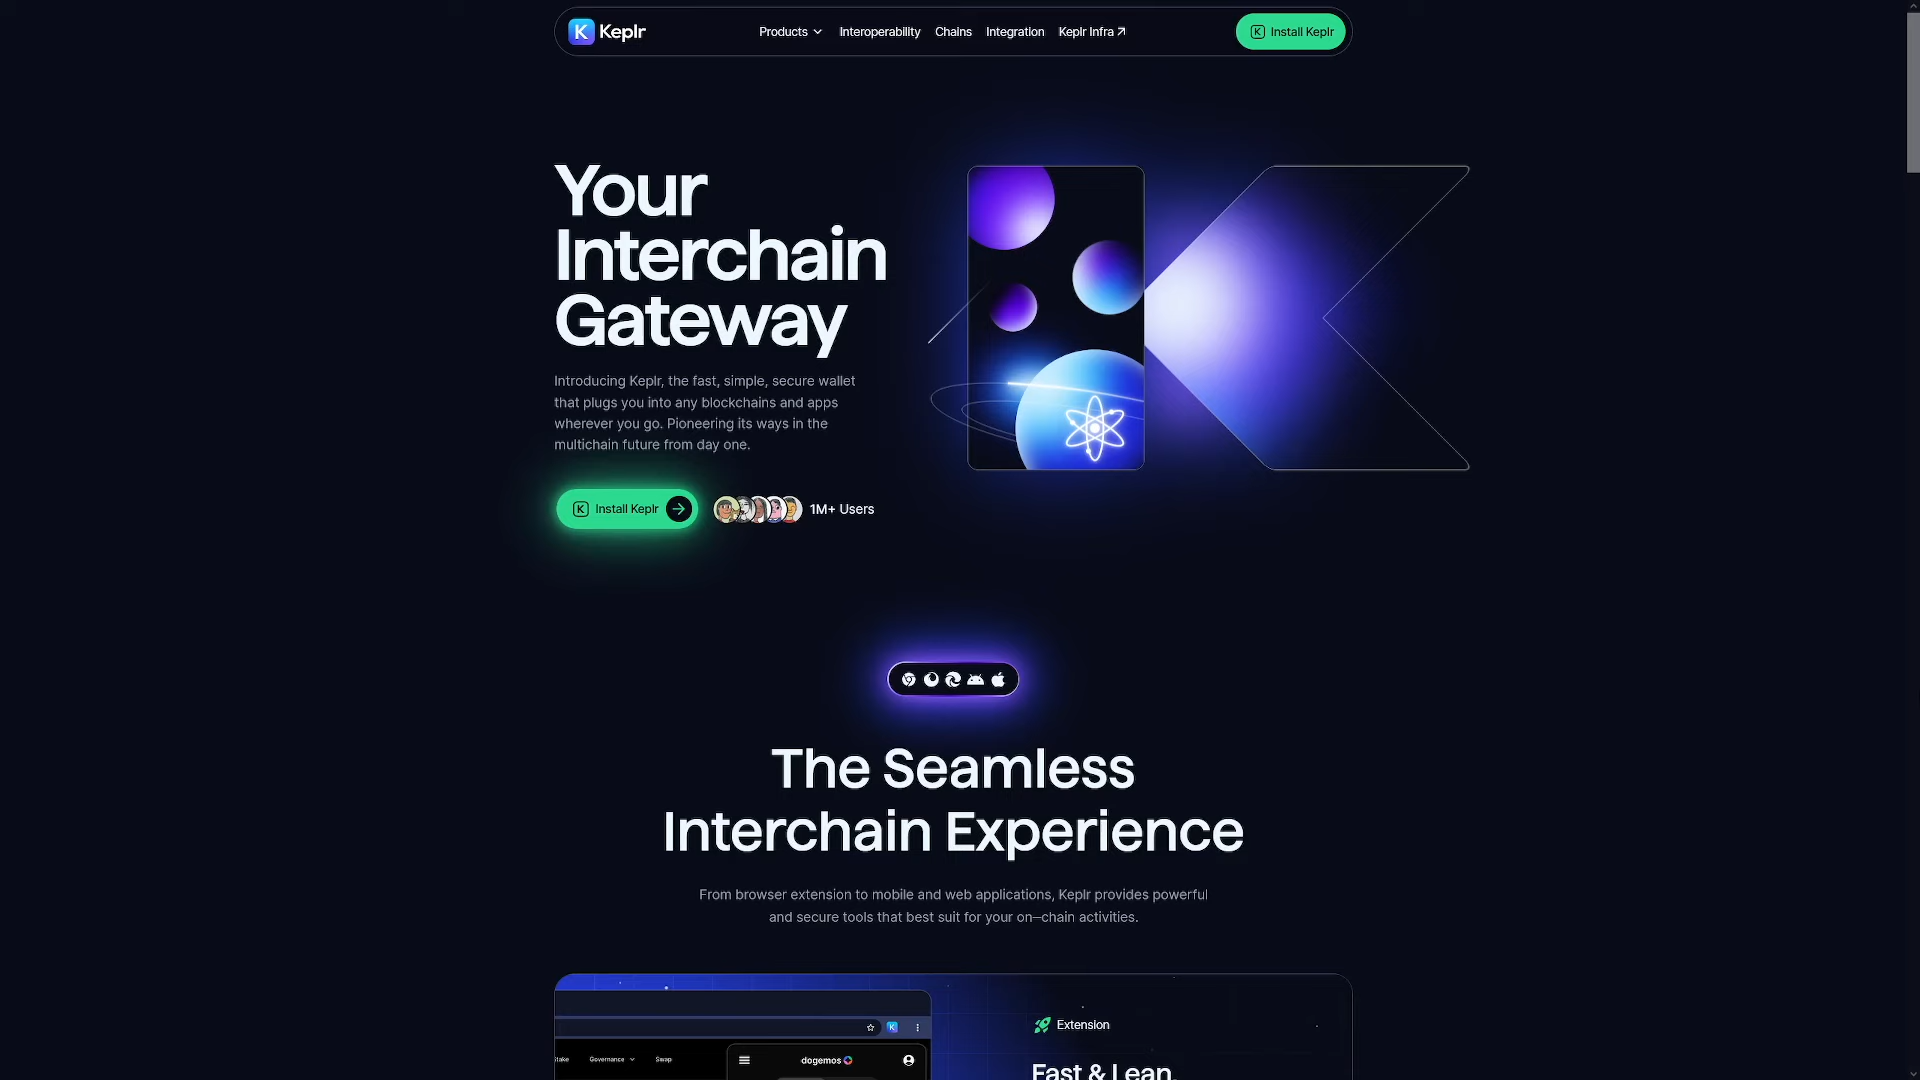 Keplr
Products
Interoperability
Chains
Integration
Keplr Infra
Install Keplr
Your
Interchain
Gateway
Introducing Keplr, the fast, simple, secure wallet
that plugs you into any blockchains and apps
wherever you go. Pioneering its ways in the
multichain future from day one.
Install Keplr
1M+ Users
The Seamless
Interchain Experience
From browser extension to mobile and web applications, Keplr provides powerful
and secure tools that best suit for your on—chain activities.
Extension
Governance
Swap
dogemos
Fast & Lean.